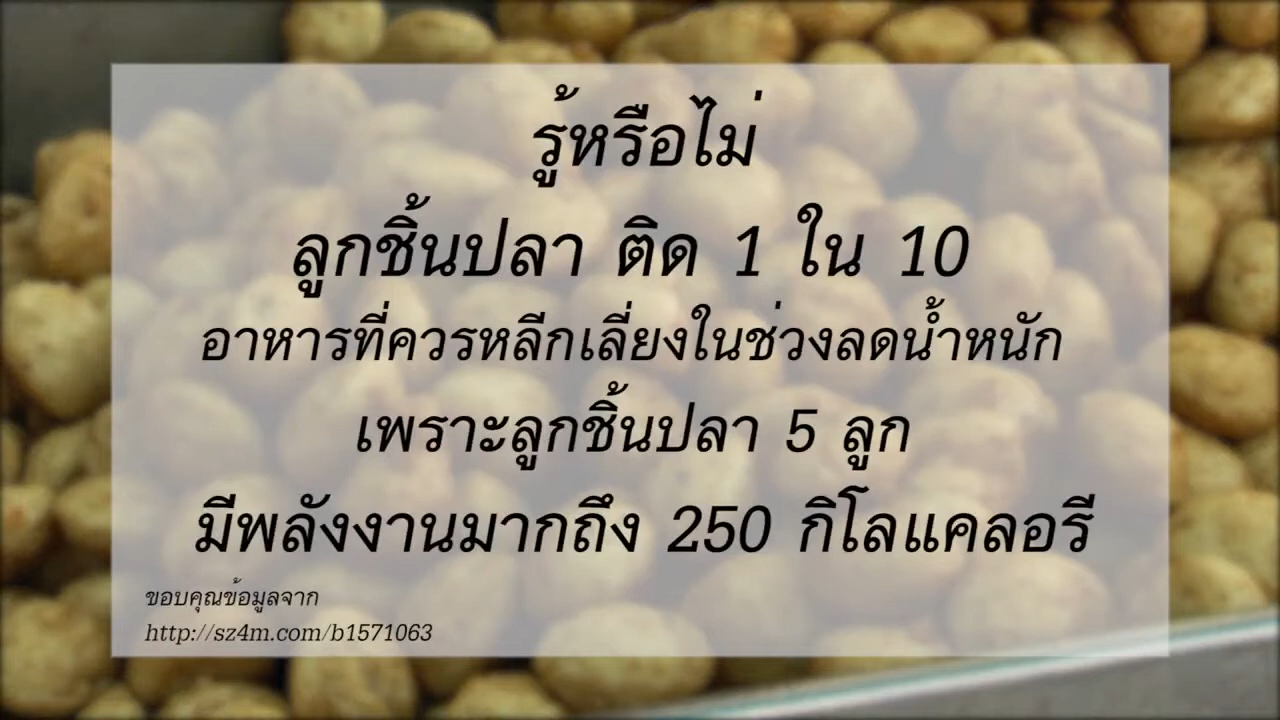 รู้หรือไม่
ลูกชิ้นปลา ติด 1 ใน 10
อาหารที่ควรหลีกเลี่ยงในช่วงลดน้ำหนัก
เพราะลูกชิ้นปลา 5 ลูก
มีพลังงานมากถึง 250 กิโลแคลอรี
ขอบคุณข้อมูลจาก
http://sz4m.com/b1571063